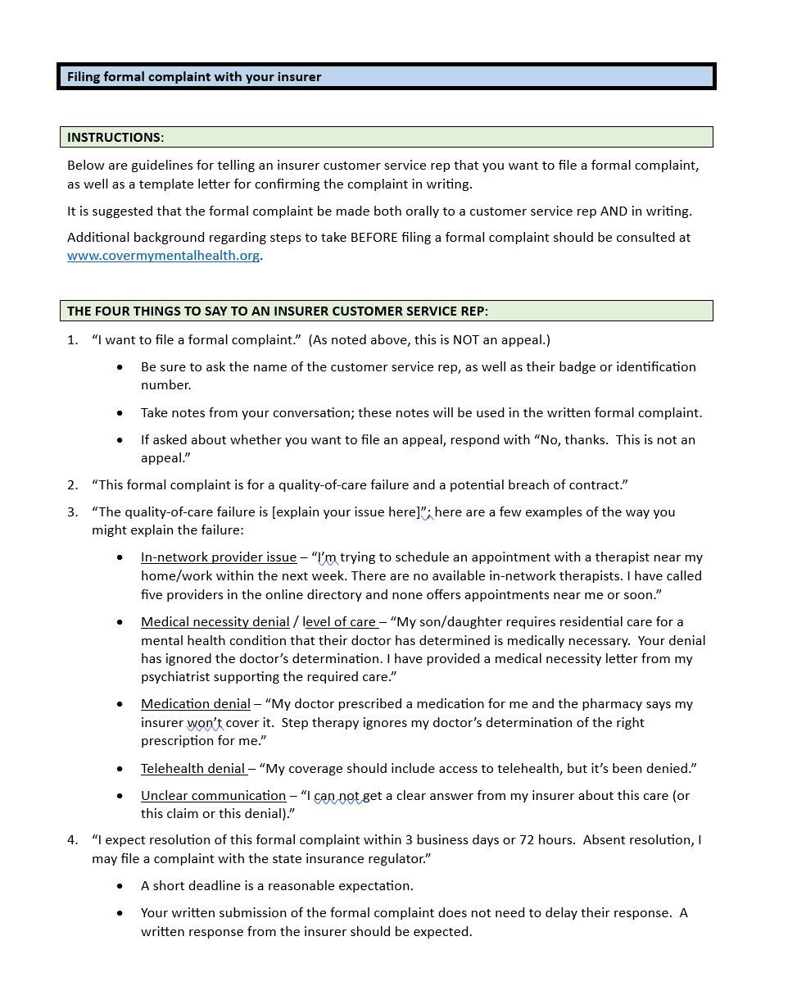 Filing formal complaint with your insurer
INSTRUCTIONS:
Below are guidelines for telling an insurer customer service rep that you want to file a formal complaint,
as well as a template letter for confirming the complaint in writing.
It is suggested that the formal complaint be made both orally to a customer service rep AND in writing.
Additional background regarding steps to take BEFORE filing a formal complaint should be consulted at
www.covermymentalhealth.org.
THE FOUR THINGS TO SAY TO AN INSURER CUSTOMER SERVICE REP:
1. “I want to file a formal complaint.”  (As noted above, this is NOT an appeal.)
• Be sure to ask the name of the customer service rep, as well as their badge or identification
number.
• Take notes from your conversation; these notes will be used in the written formal complaint.
• If asked about whether you want to file an appeal, respond with “No, thanks.  This is not an
appeal.”
2. “This formal complaint is for a quality-of-care failure and a potential breach of contract.”
3. “The quality-of-care failure is [explain your issue here]”; here are a few examples of the way you
might explain the failure:
• In-network provider issue – “I’m trying to schedule an appointment with a therapist near my
home/work within the next week. There are no available in-network therapists. I have called
five providers in the online directory and none offers appointments near me or soon.”
• Medical necessity denial / level of care – “My son/daughter requires residential care for a
mental health condition that their doctor has determined is medically necessary.  Your denial
has ignored the doctor’s determination. I have provided a medical necessity letter from my
psychiatrist supporting the required care.”
• Medication denial – “My doctor prescribed a medication for me and the pharmacy says my
insurer won’t cover it.  Step therapy ignores my doctor’s determination of the right
prescription for me.”
• Telehealth denial – “My coverage should include access to telehealth, but it’s been denied.”
• Unclear communication – “I can not get a clear answer from my insurer about this care (or
this claim or this denial).”
4. “I expect resolution of this formal complaint within 3 business days or 72 hours.  Absent resolution, I
may file a complaint with the state insurance regulator.”
• A short deadline is a reasonable expectation.
• Your written submission of the formal complaint does not need to delay their response.  A
written response from the insurer should be expected.